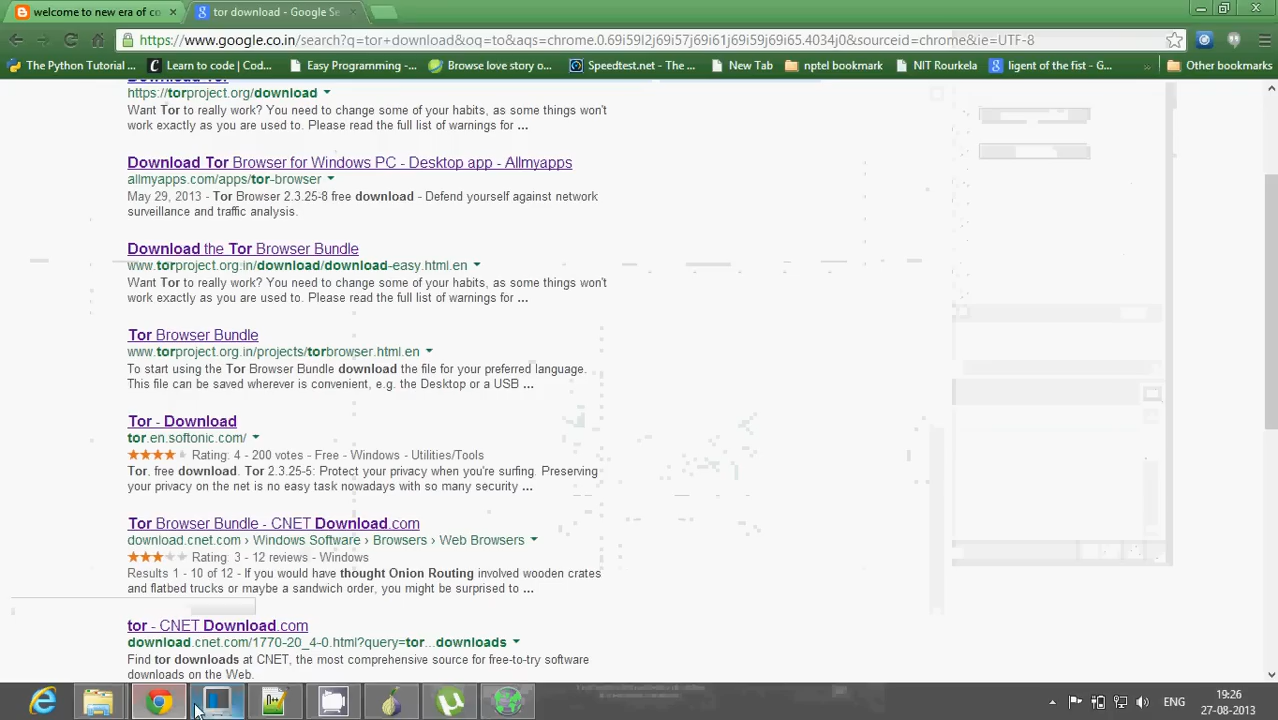 welcome to new of co
tor download - Google Se
https://www.google.co.in/search?q=tor+download&oq=to&aqs=chrome.0.69i59l2j69i57j69i61j69i59j69i65.4034j0&sourceid=chrome&ie=UTF-8
The Python Tutorial ... Learn to code | Cod... Easy Programming -... Browse love story o... Speedtest.net - The ... Tutorials nptel bookmark NIT Rourkela ligent of the fist - G... » Other bookmarks
Download Tor
https://torproject.org/download
Want Tor to really work? You need to change some of your habits, as some things won't
work exactly as you are used to. Please read the full list of warnings for ...
Download Tor Browser for Windows PC - Desktop app - Allmyapps
allmyapps.com/apps/tor-browser
May 29, 2013 - Tor Browser 2.3.25-8 free download - Defend yourself against network
surveillance and traffic analysis.
Download the Tor Browser Bundle
www.torproject.org.in/download/download-easy.html.en
Want Tor to really work? You need to change some of your habits, as some things won't
work exactly as you are used to. Please read the full list of warnings for ...
Tor Browser Bundle
www.torproject.org.in/projects/torbrowser.html.en
To start using the Tor Browser Bundle download the file for your preferred language.
This file can be saved wherever is convenient, e.g. the Desktop or a USB ...
Tor - Download
tor.en.softonic.com/
Rating: 4 - 200 votes - Free - Windows - Utilities/Tools
Tor. free download. Tor 2.3.25-5: Protect your privacy when you're surfing. Preserving
your privacy on the net is no easy task nowadays with so many security ...
Tor Browser Bundle - CNET Download.com
download.cnet.com › Windows Software › Browsers › Web Browsers
Rating: 3 - 12 reviews - Windows
Results 1 - 10 of 12 - If you would have thought Onion Routing involved wooden crates
and flatbed trucks or maybe a sandwich order, you might be surprised to ...
tor - CNET Download.com
download.cnet.com/1770-20_4-0.html?query=tor...downloads
Find tor downloads at CNET, the most comprehensive source for free-to-try software
downloads on the Web.
ENG
19:26
27-08-2013